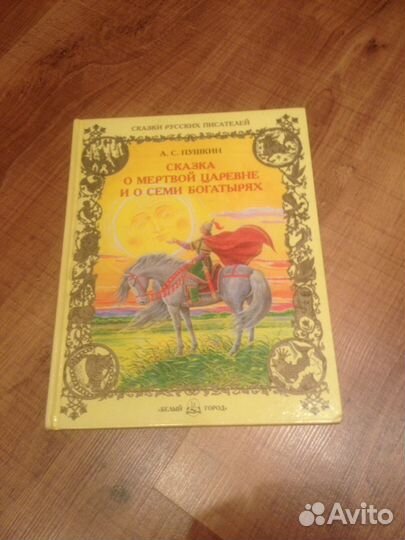 СКАЗКИ РУССКИХ ПИСАТЕЛЕЙ
А. С. ПУШКИН
СКАЗКА
О МЕРТВОЙ ЦАРЕВНЕ
И О СЕМИ БОГАТЫРЯХ
«БЕЛЫЙ ГОРОД»
Avito